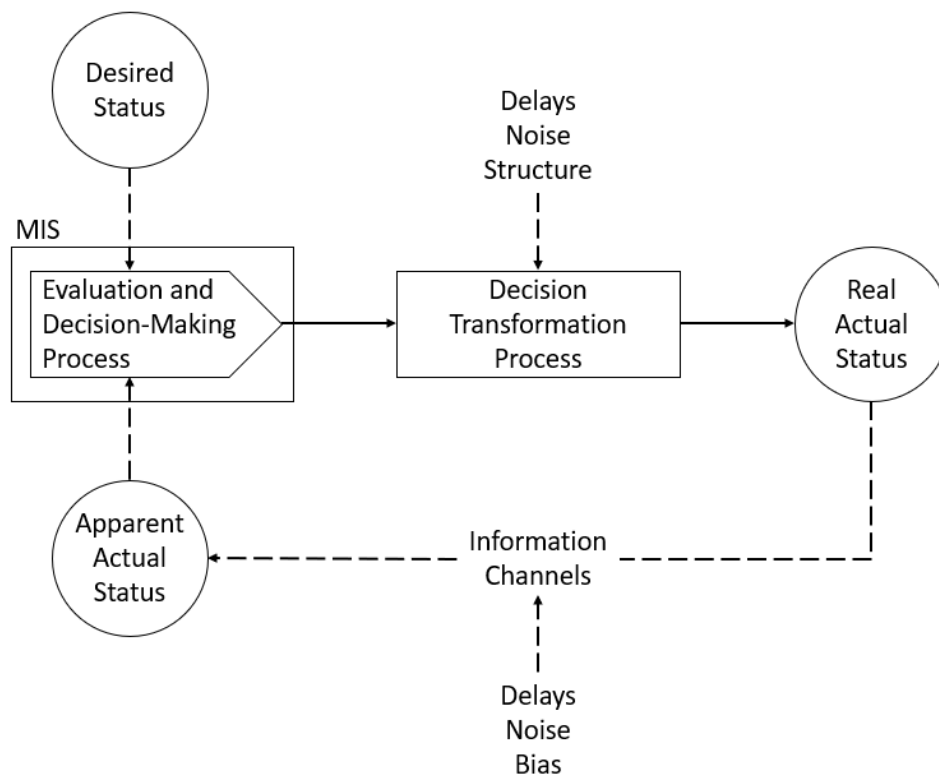 Desired
Status
Delays
Noise
Structure
MIS
Evaluation and
Decision-Making
Process
Decision
Transformation
Process
Real
Actual
Status
Apparent
Actual
Status
Information
Channels
Delays
Noise
Bias